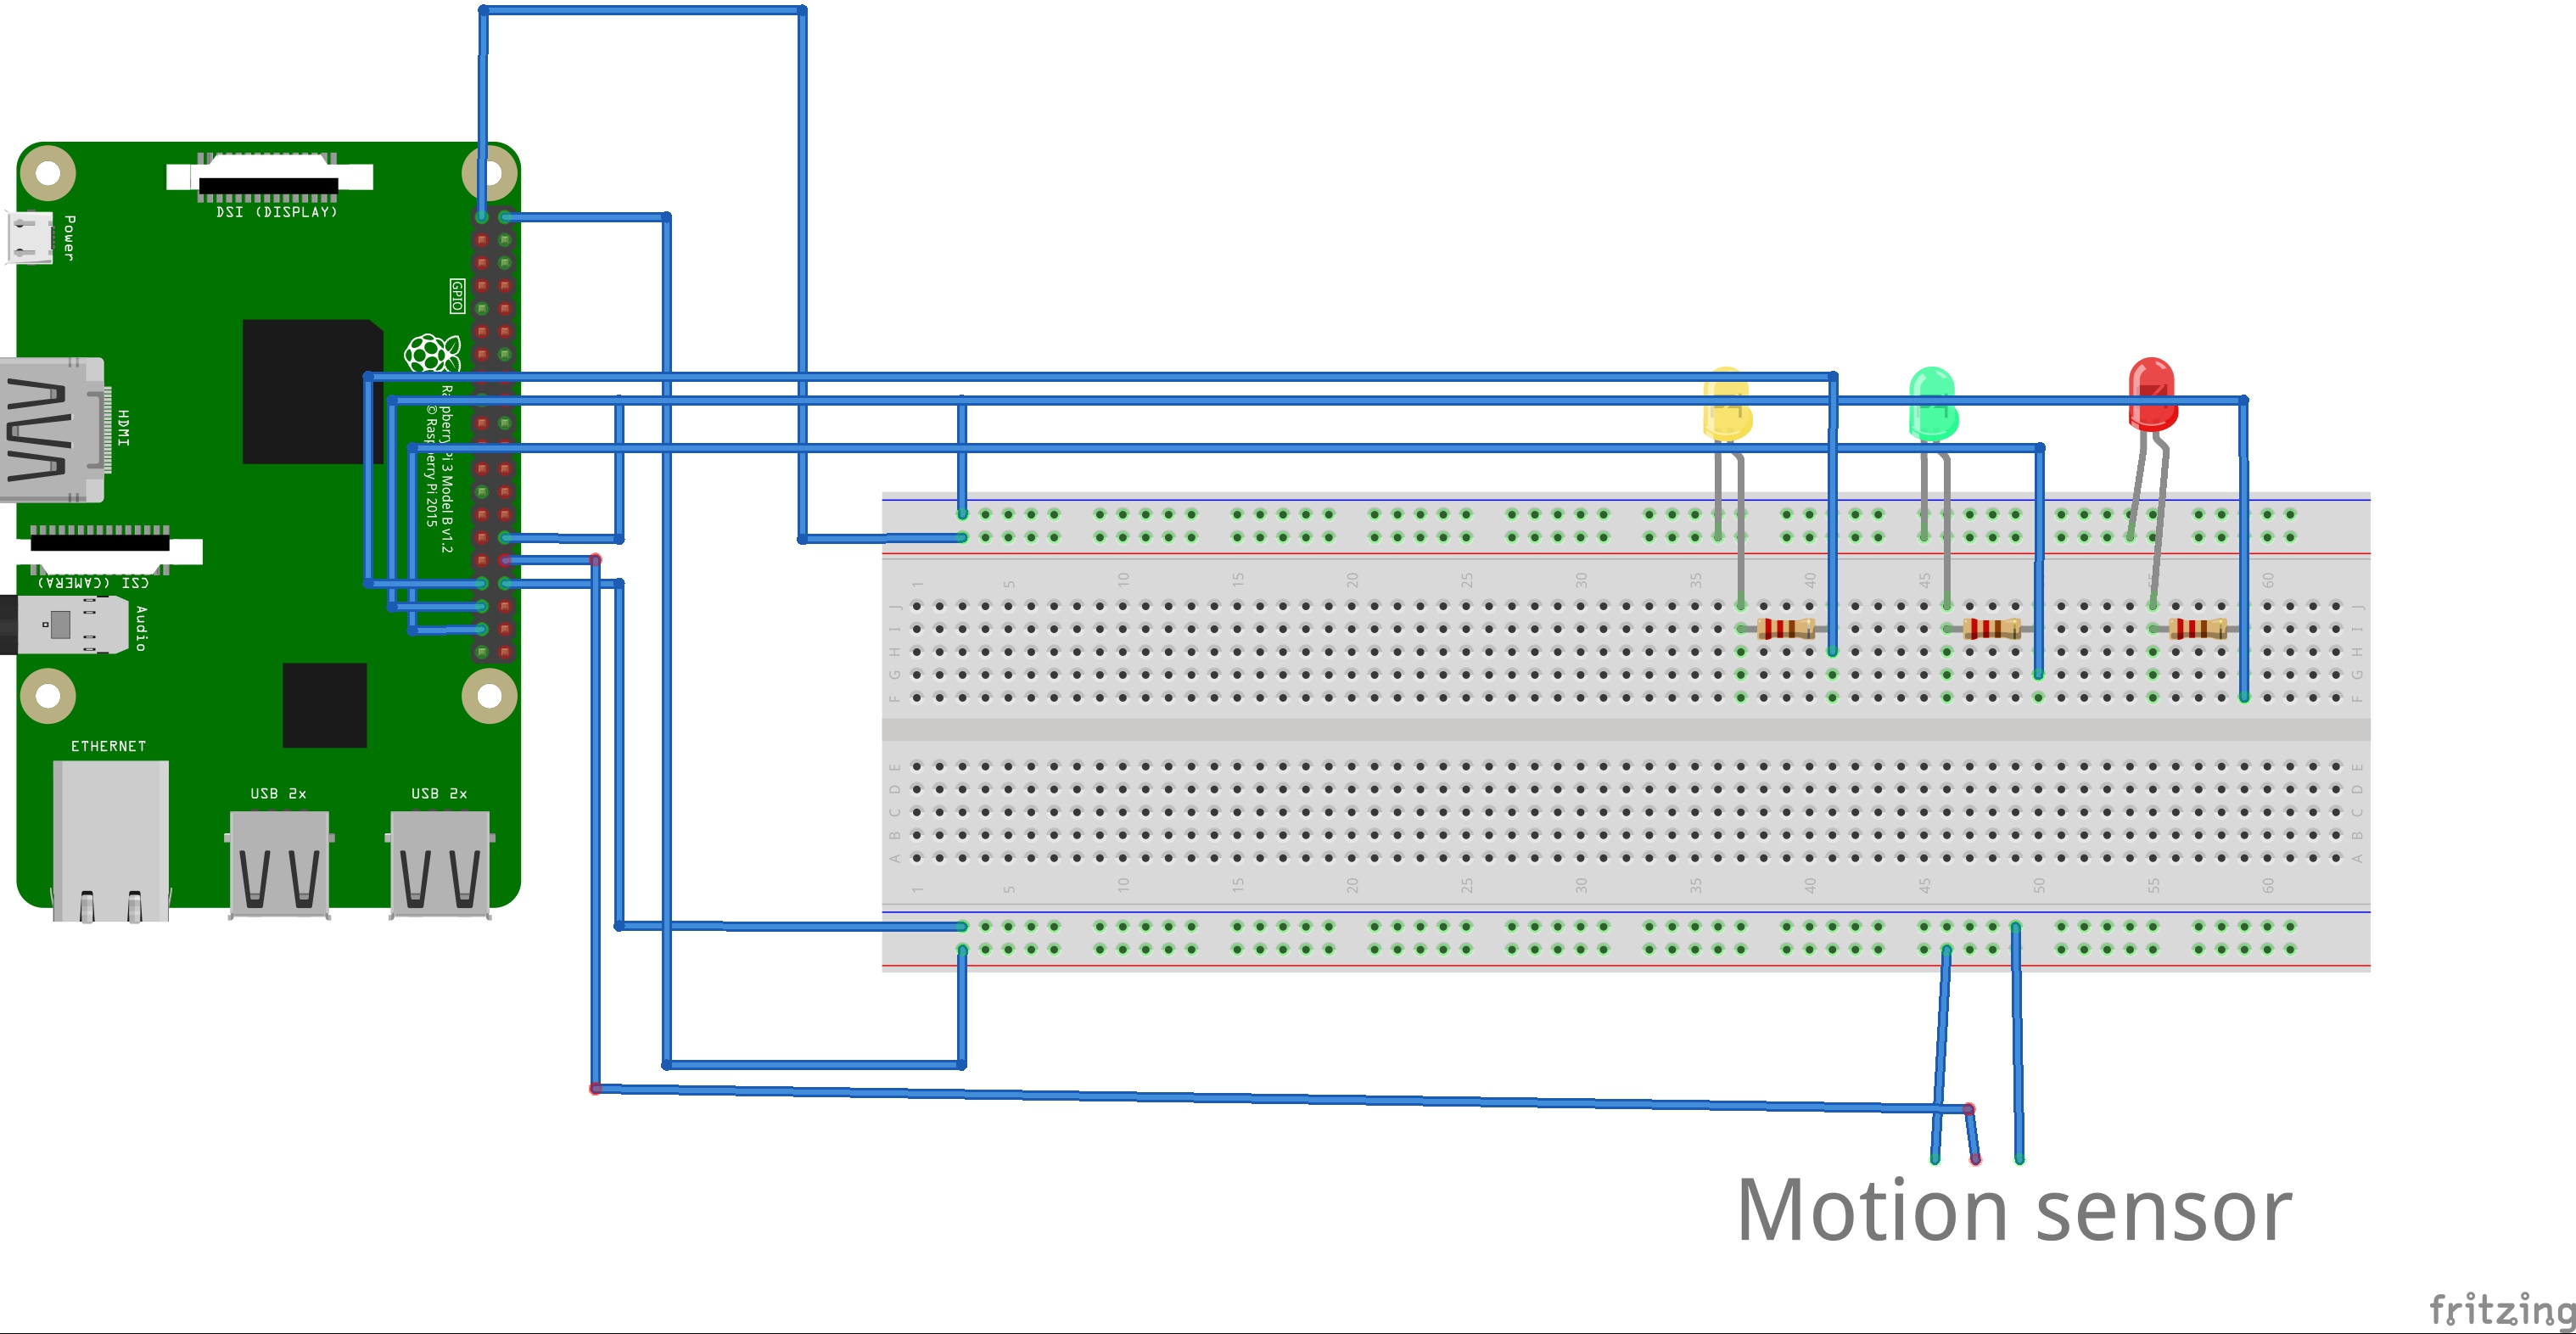 DSI (DISPLAY)
Power
GPIO
HDMI
Raspberry Pi 3 Model B v1.2
© Raspberry Pi 2015
CSI (CAMERA)
Audio
ETHERNET
USB 2x
USB 2x
1 5 10 15 20 25 30 35 40 45 55 60
J J
I I
H H
G G
F F
E E
D D
C C
B B
A A
1 5 10 15 20 25 30 35 40 45 50 55 60
Motion sensor
fritzing